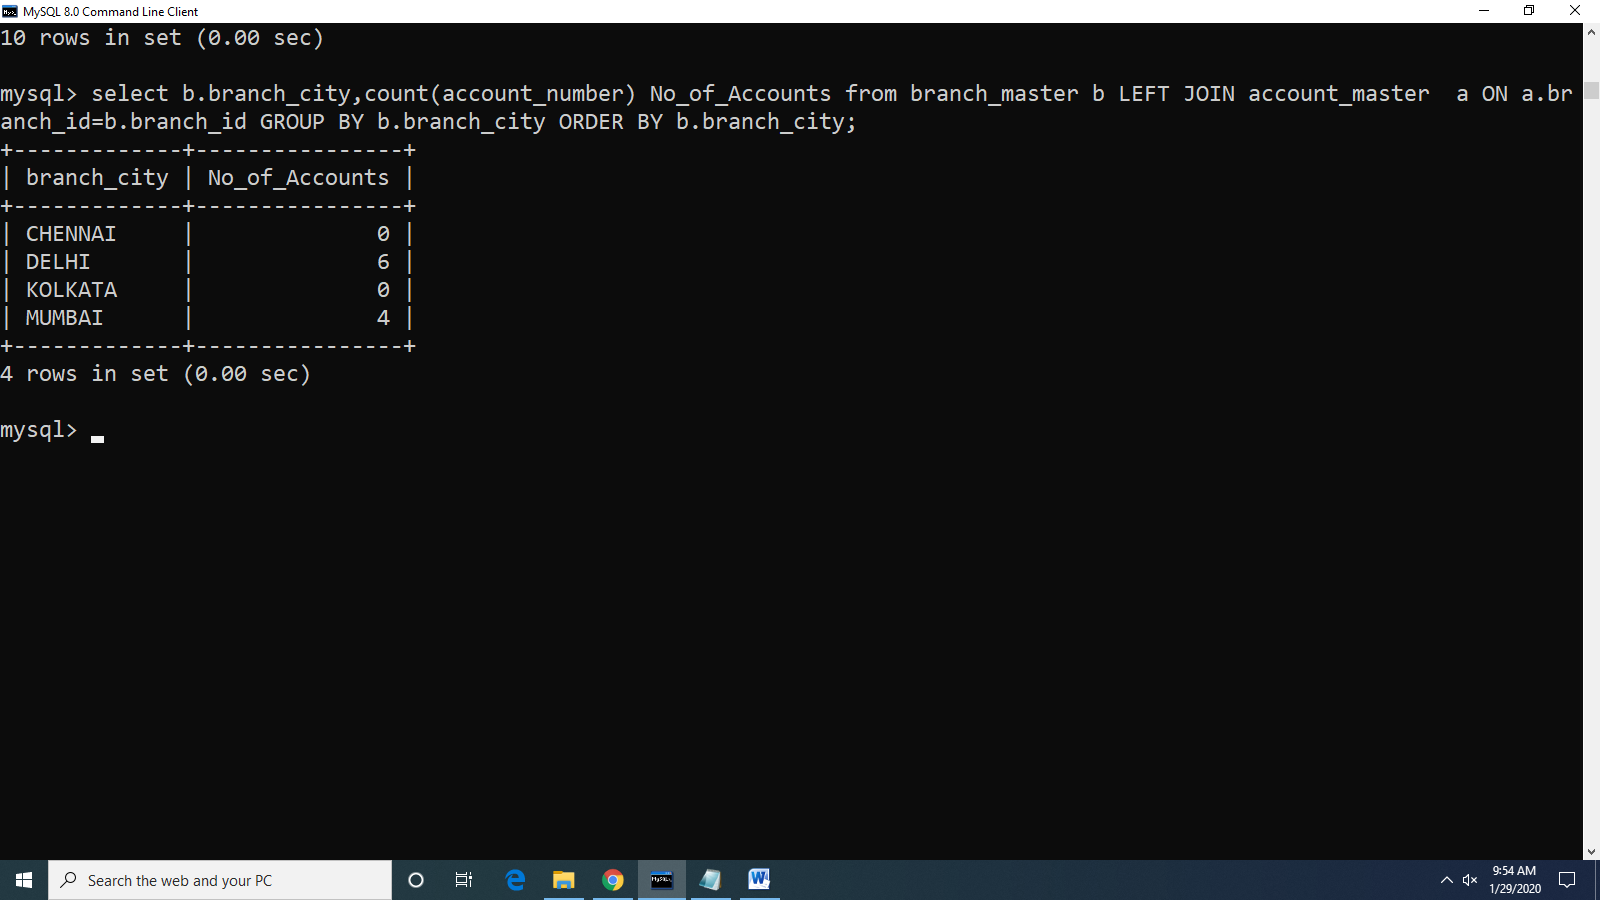 MySQL 8.0 Command Line Client
10 rows in set (0.00 sec)
mysql> select b.branch_city,count(account_number) No_of_Accounts from branch_master b LEFT JOIN account_master  a ON a.br
anch_id=b.branch_id GROUP BY b.branch_city ORDER BY b.branch_city;
+-------------+----------------+
| branch_city | No_of_Accounts |
+-------------+----------------+
| CHENNAI     |              0 |
| DELHI       |              6 |
| KOLKATA     |              0 |
| MUMBAI      |              4 |
+-------------+----------------+
4 rows in set (0.00 sec)
mysql>
Search the web and your PC
9:54 AM
1/29/2020